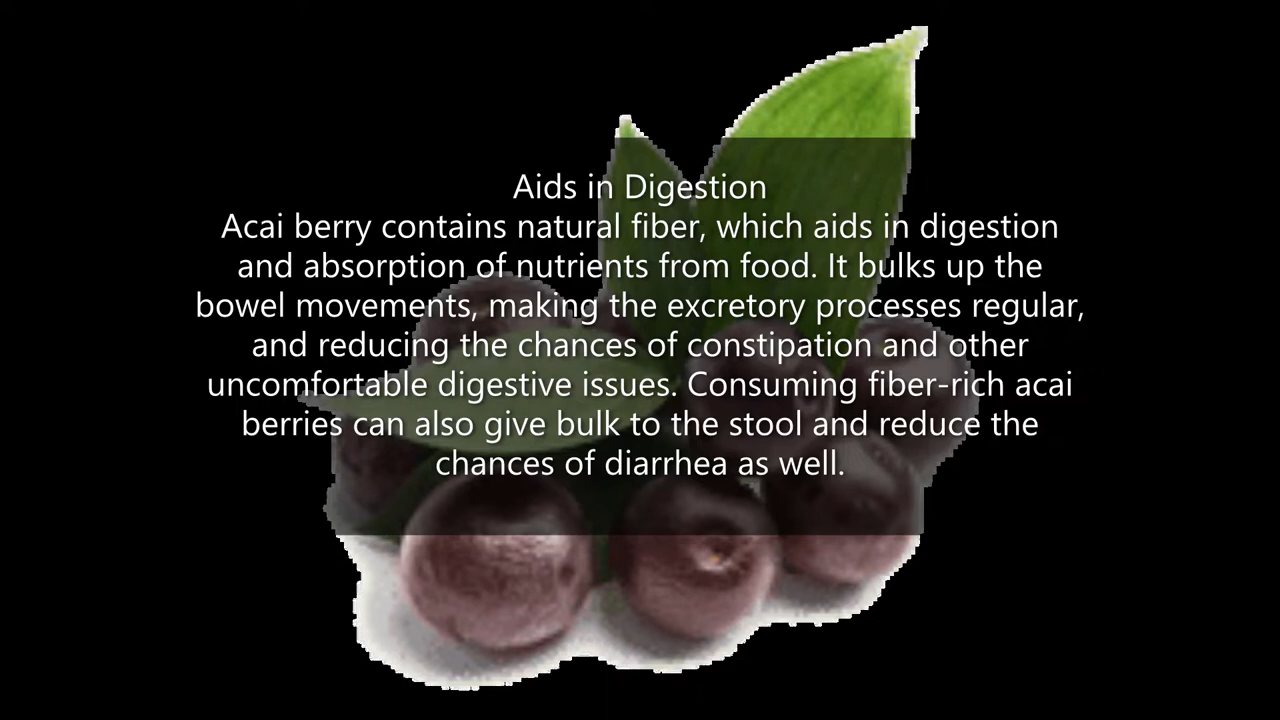 Aids in Digestion
Acai berry contains natural fiber, which aids in digestion
and absorption of nutrients from food. It bulks up the
bowel movements, making the excretory processes regular,
and reducing the chances of constipation and other
uncomfortable digestive issues. Consuming fiber-rich acai
berries can also give bulk to the stool and reduce the
chances of diarrhea as well.